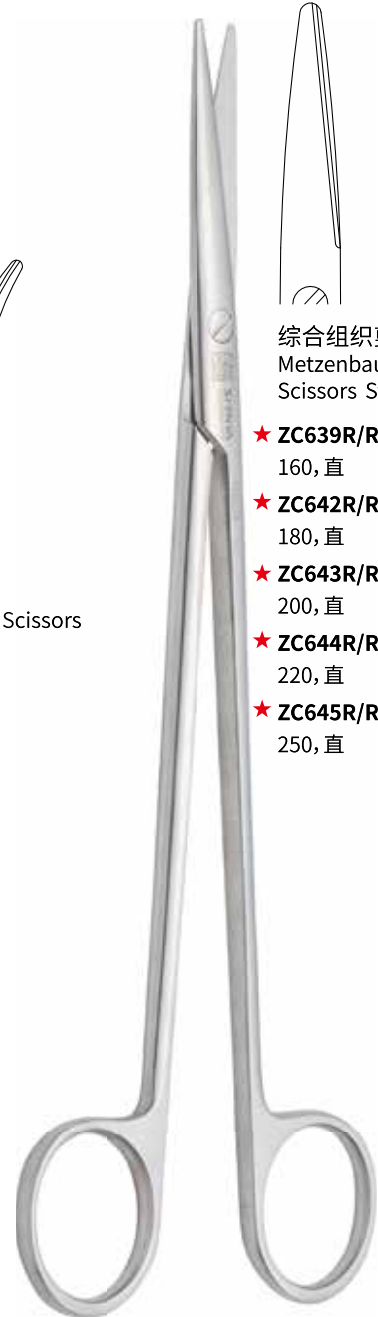 综合组织
Metzenbau
Scissors S
ZC639R/R
160，直
ZC642R/R
180，直
ZC643R/R
200，直
ZC644R/R
220，直
ZC645R/R
250，直
Scissors